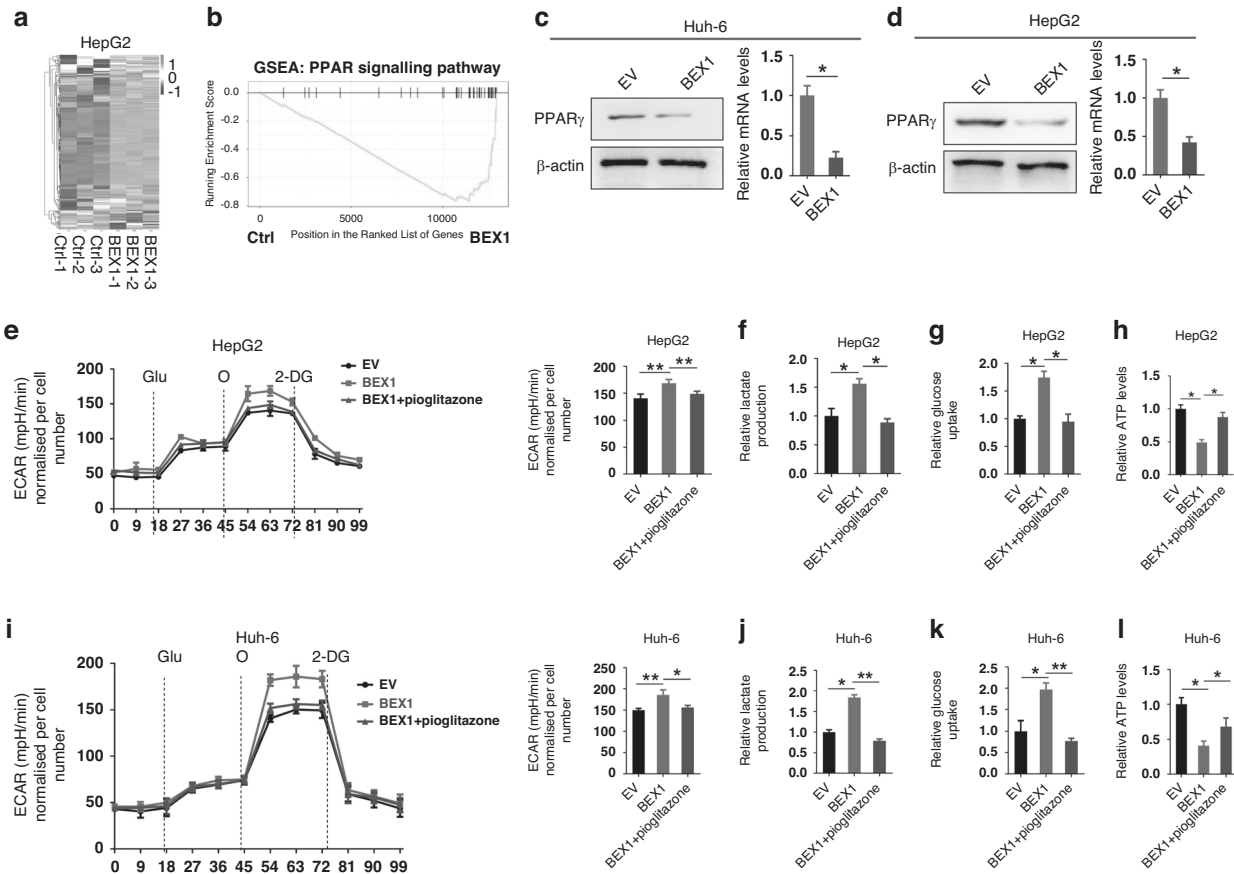 a
HepG2
1
0
-1
Ctrl-1
Ctrl-2
Ctrl-3
BEX1-1
BEX1-2
BEX1-3
b
GSEA: PPAR signalling pathway
Running Enrichment Score
0.0
-0.2
-0.4
-0.6
-0.8
0
5000
10000
Ctrl
Position in the Ranked List of Genes
BEX1
c
Huh-6
EV
BEX1
PPARγ
β-actin
Relative mRNA levels
1.5
1.0
0.5
0.0
*
EV
BEX1
d
HepG2
EV
BEX1
PPARγ
β-actin
Relative mRNA levels
1.5
1.0
0.5
0.0
*
EV
BEX1
e
HepG2
ECAR (mpH/min)
normalised per cell
number
200
150
100
50
0
Glu
O
2-DG
EV
BEX1
BEX1+pioglitazone
0 9 18 27 36 45 54 63 72 81 90 99
HepG2
ECAR (mpH/min)
normalised per cell
number
200
150
100
50
0
** **
EV
BEX1
BEX1+pioglitazone
f
HepG2
Relative lactate
production
2.0
1.5
1.0
0.5
0.0
* *
EV
BEX1
BEX1+pioglitazone
g
HepG2
Relative glucose
uptake
2.0
1.5
1.0
0.5
0.0
* *
EV
BEX1
BEX1+pioglitazone
h
HepG2
Relative ATP levels
1.5
1.0
0.5
0.0
* *
EV
BEX1
BEX1+pioglitazone
i
Huh-6
ECAR (mpH/min)
normalised per cell
number
200
150
100
50
0
Glu
O
2-DG
EV
BEX1
BEX1+pioglitazone
0 9 18 27 36 45 54 63 72 81 90 99
Huh-6
ECAR (mpH/min)
normalised per cell
number
250
200
150
100
50
0
** *
EV
BEX1
BEX1+pioglitazone
j
Huh-6
Relative lactate
production
2.5
2.0
1.5
1.0
0.5
0.0
* **
EV
BEX1
BEX1+pioglitazone
k
Huh-6
Relative glucose
uptake
2.5
2.0
1.5
1.0
0.5
0.0
* **
EV
BEX1
BEX1+pioglitazone
l
Huh-6
Relative ATP levels
1.5
1.0
0.5
0.0
* *
EV
BEX1
BEX1+pioglitazone